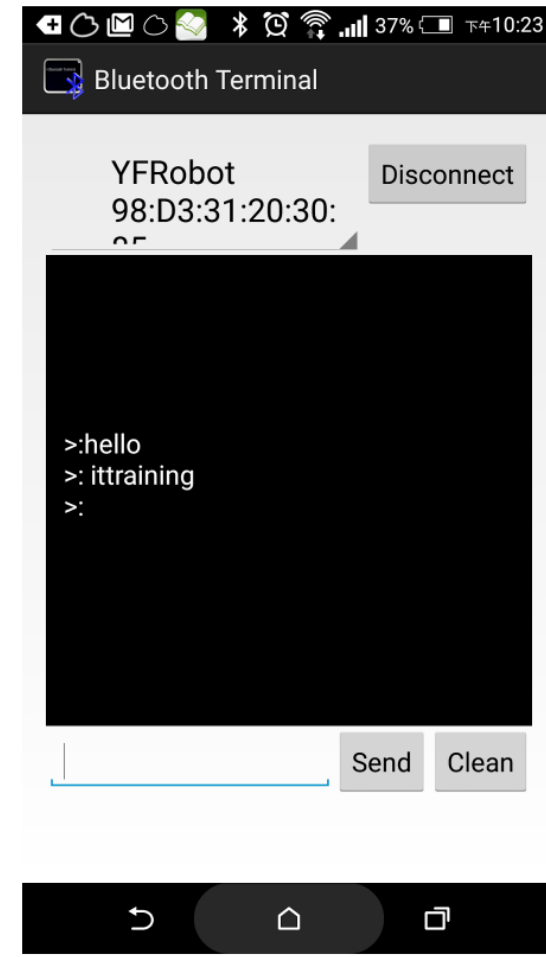 37% 下午10:23
Bluetooth Terminal
YFRobot
98:D3:31:20:30:
Disconnect
>:hello
>: ittraining
>:
Send
Clean